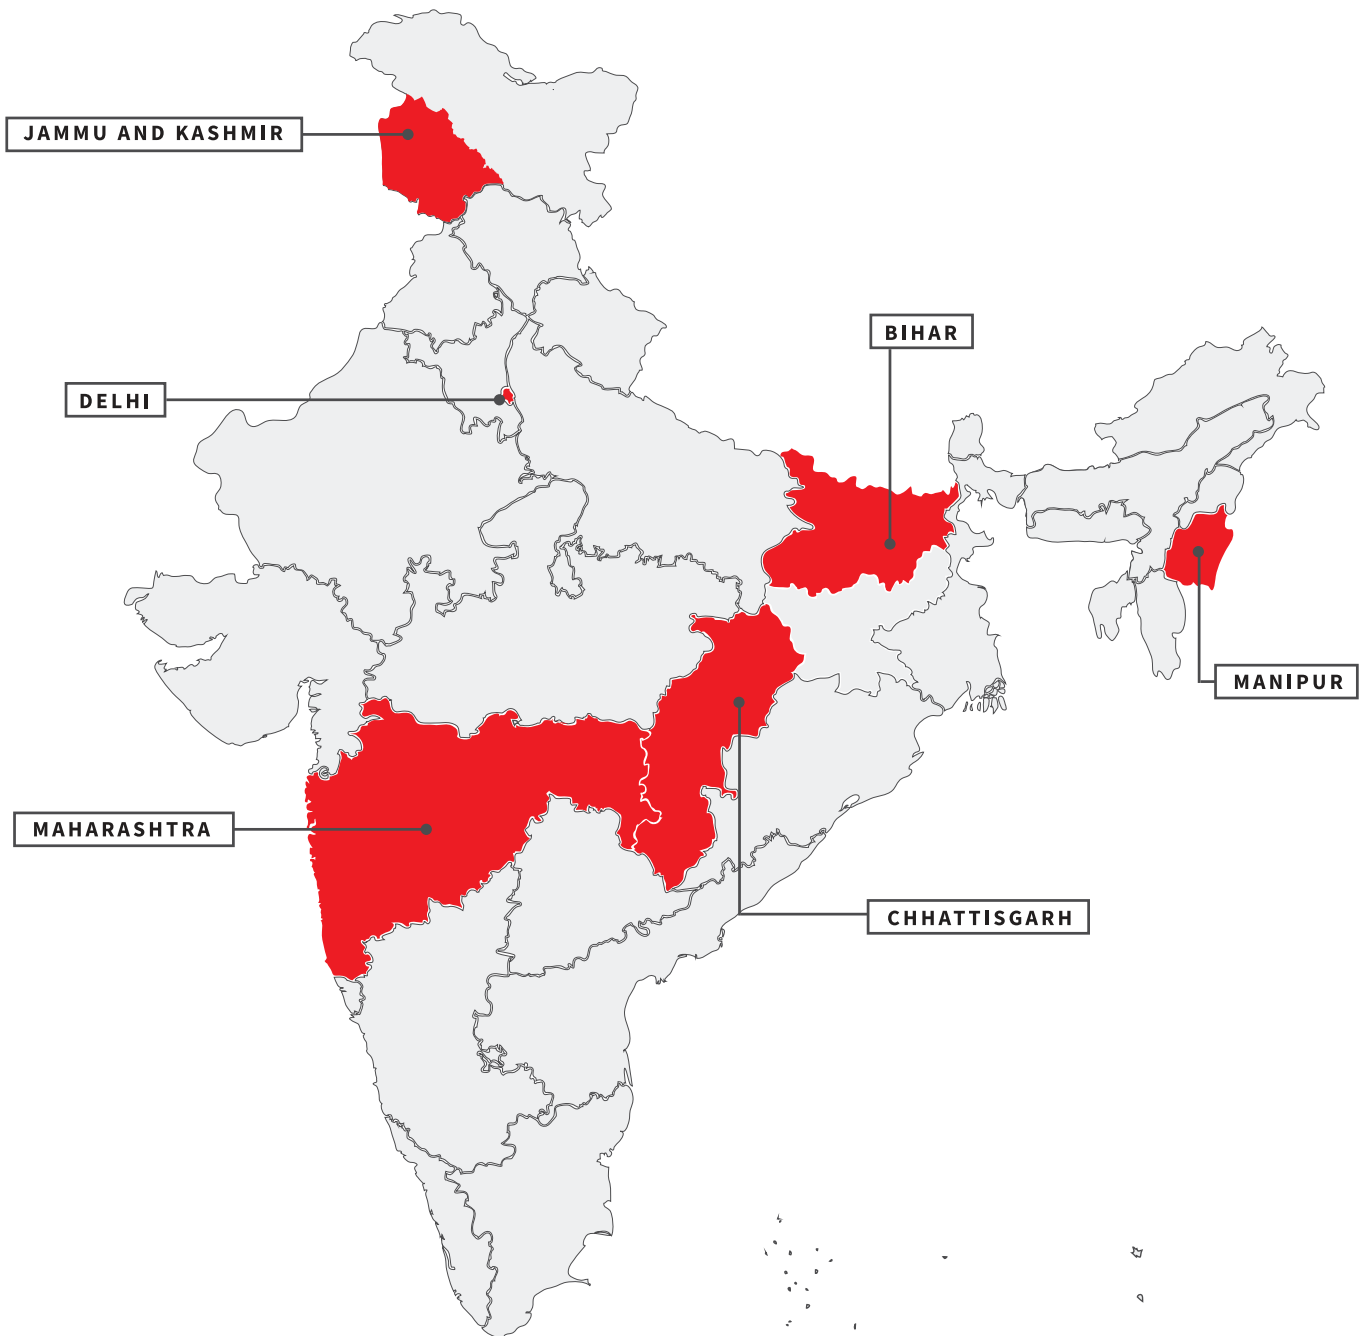 JAMMU AND KASHMIR
BIHAR
DELHI
MANIPUR
MAHARASHTRA
CHHATTISGARH